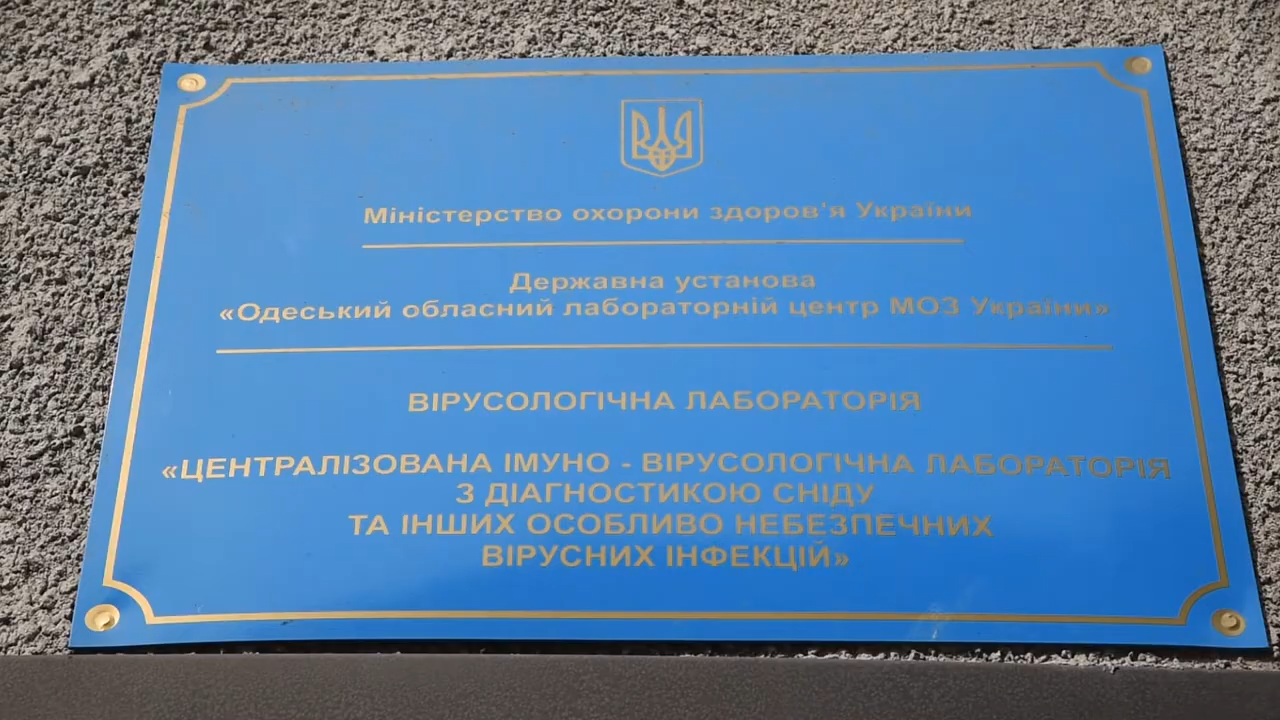 Міністерство охорони здоров'я України
Державна установа
«Одеський обласний лабораторній центр МОЗ України»
ВІРУСОЛОГІЧНА ЛАБОРАТОРІЯ
«ЦЕНТРАЛІЗОВАНА ІМУНО - ВІРУСОЛОГІЧНА ЛАБОРАТОРІЯ
З ДІАГНОСТИКОЮ СНІДУ
ТА ІНШИХ ОСОБЛИВО НЕБЕЗПЕЧНИХ
ВІРУСНИХ ІНФЕКЦІЙ»